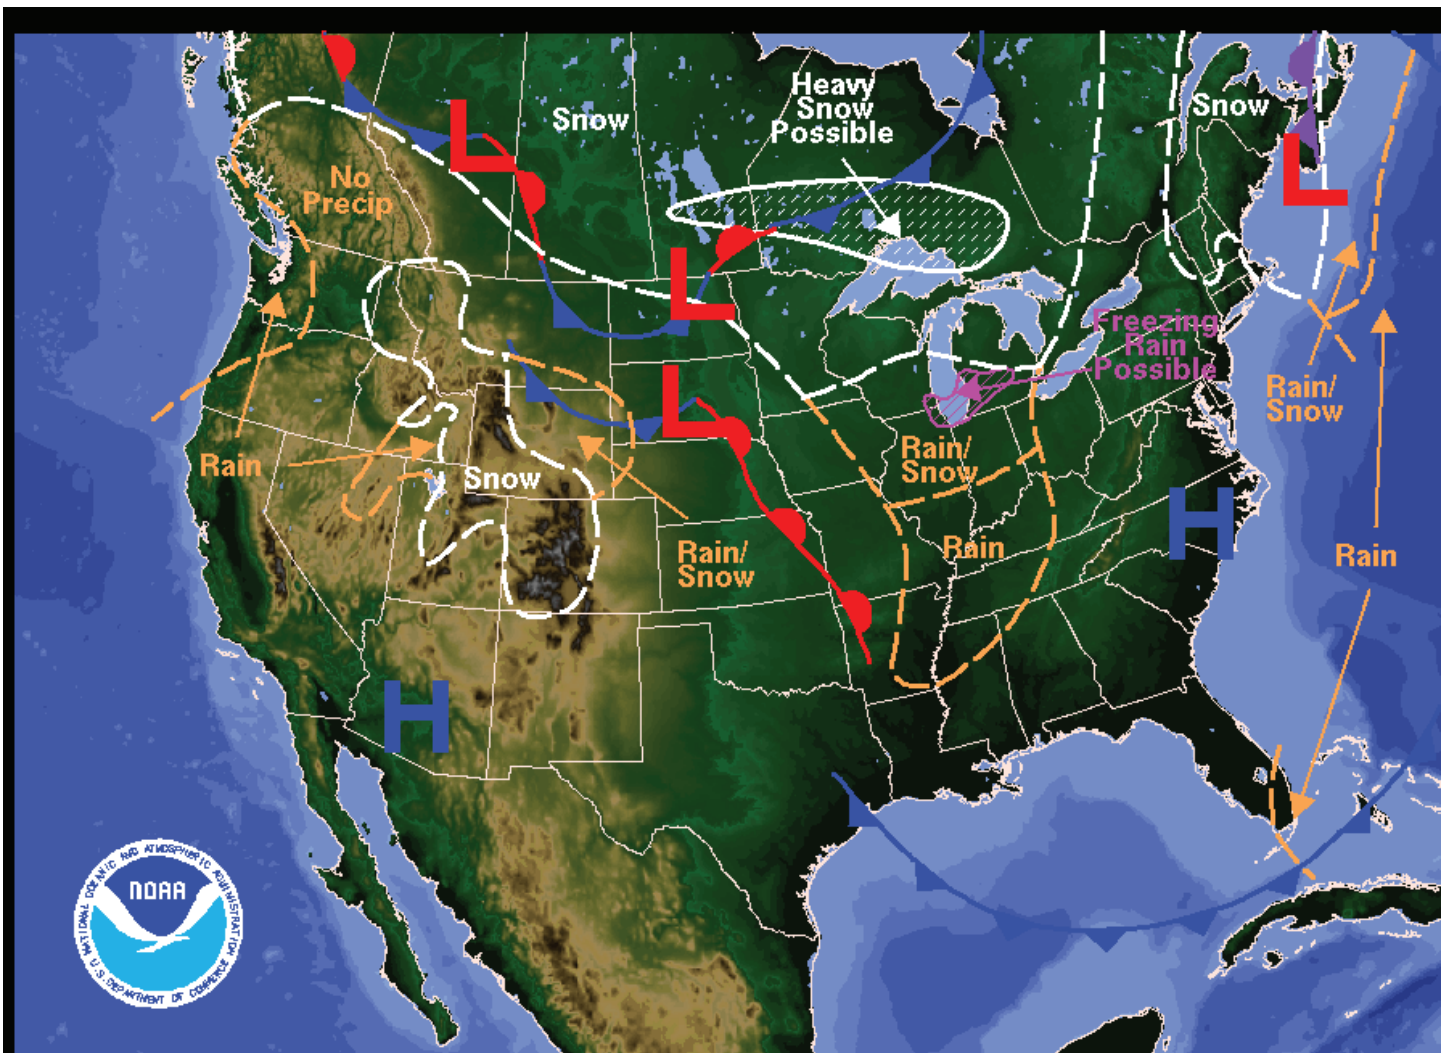 Heavy
Snow
Possible
Snow
Snow
L
L
No
Precip
L
Freezing
Rain
Possible
L
Rain/
Snow
Rain/
Snow
Rain
Snow
H
Rain
Rain
Rain/
Snow
H
NATIONAL OCEANIC AND ATMOSPHERIC ADMINISTRATION
NOAA
U.S. DEPARTMENT OF COMMERCE